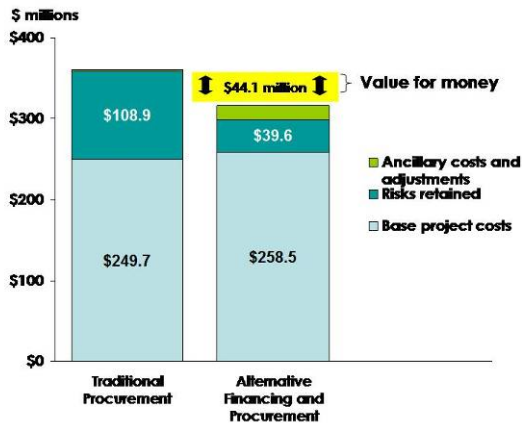 $ millions
$400
$300
$200
$100
$0
$108.9
$249.7
$44.1 million
Value for money
$39.6
$258.5
Ancillary costs and
adjustments
Risks retained
Base project costs
Traditional
Procurement
Alternative
Financing and
Procurement